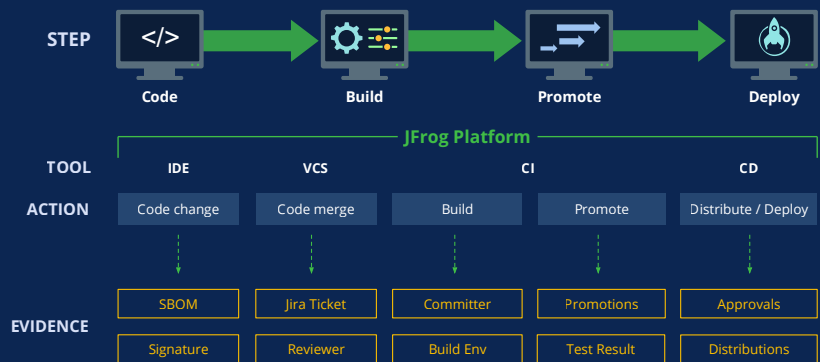 STEP
</>
Code
Build
Promote
Deploy
JFrog Platform
TOOL
IDE
VCS
CI
CD
ACTION
Code change
Code merge
Build
Promote
Distribute / Deploy
EVIDENCE
SBOM
Jira Ticket
Committer
Promotions
Approvals
Signature
Reviewer
Build Env
Test Result
Distributions